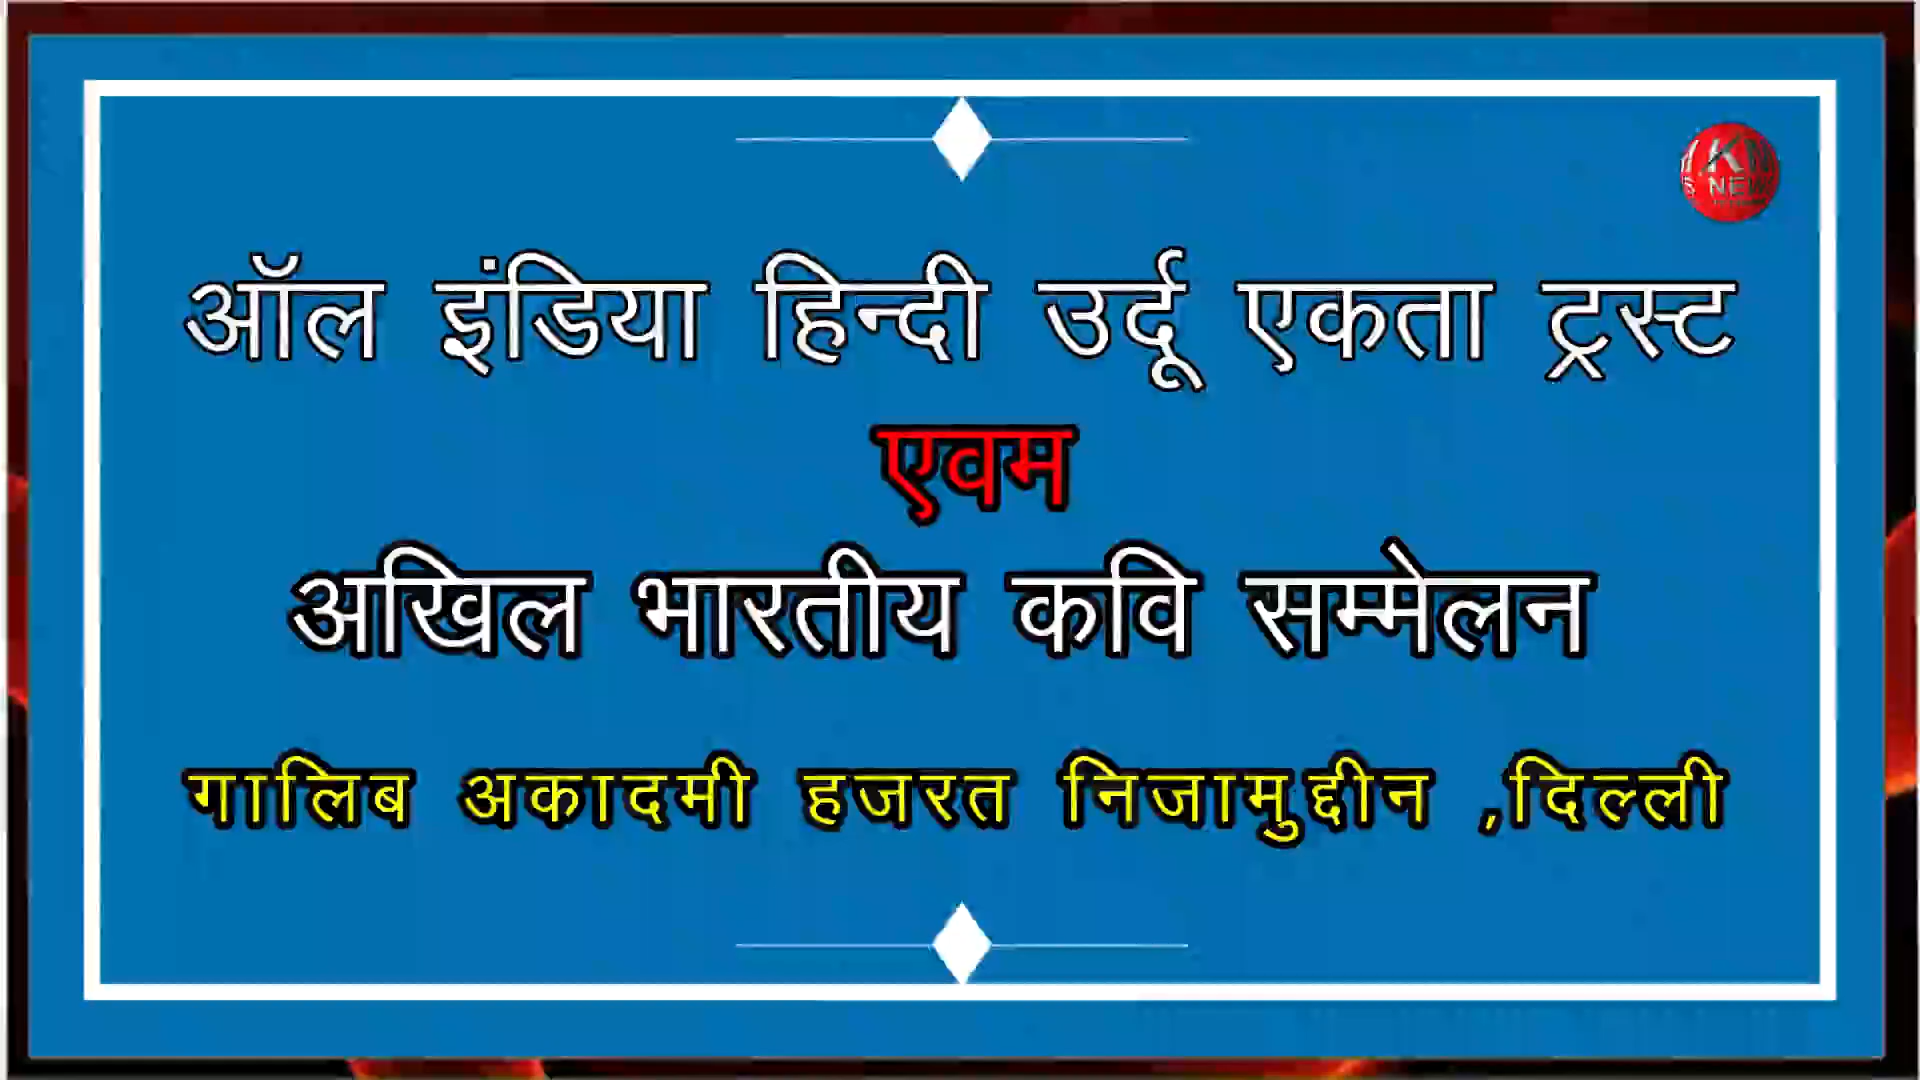 ऑल इंडिया हिन्दी उर्दू एकता ट्रस्ट
एवम
अखिल भारतीय कवि सम्मेलन
गालिब अकादमी हजरत निजामुद्दीन ,दिल्ली